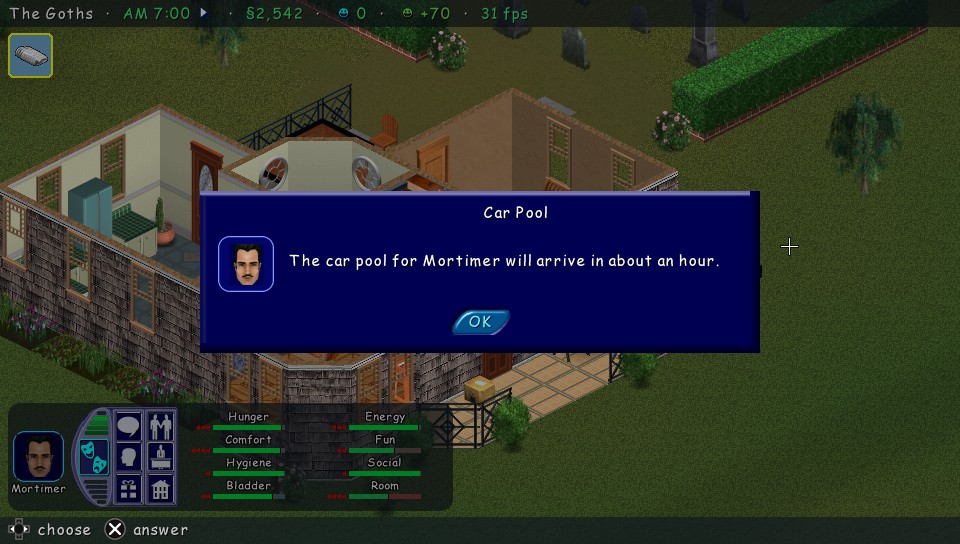 The Goths · AM 7:00 · §2,542 · 0 · +70 · 31 fps
Car Pool
The car pool for Mortimer will arrive in about an hour.
OK
Hunger Energy
Comfort Fun
Hygiene Social
Bladder Room
Mortimer
choose answer